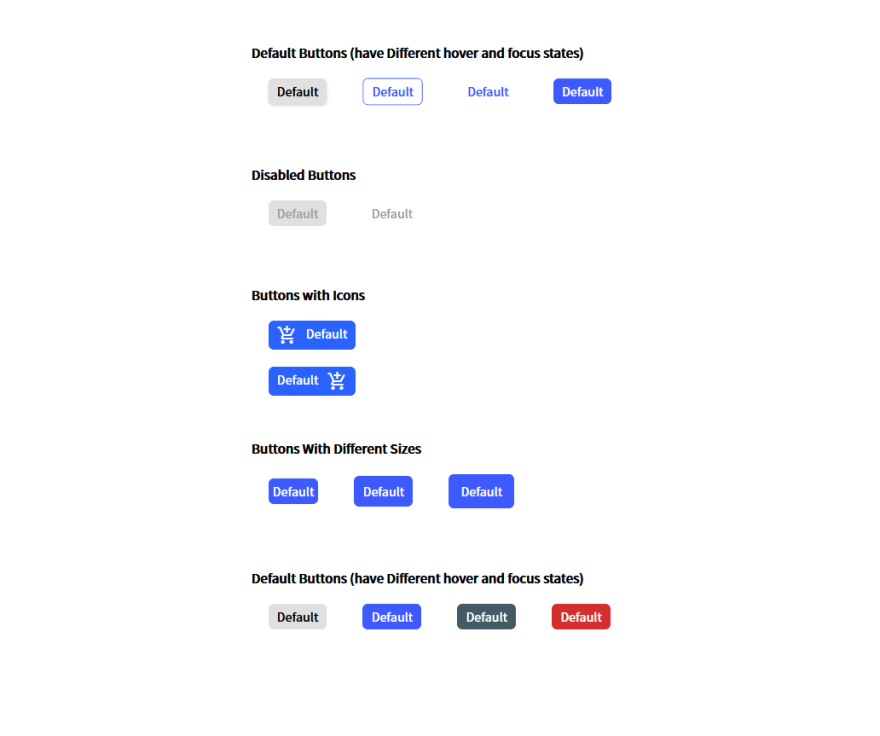 Default Buttons (have Different hover and focus states)
Default Default Default Default
Disabled Buttons
Default Default
Buttons with Icons
Default
Default
Buttons With Different Sizes
Default Default Default
Default Buttons (have Different hover and focus states)
Default Default Default Default